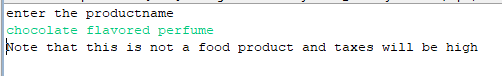 enter the productname
chocolate flavored perfume
Note that this is not a food product and taxes will be high